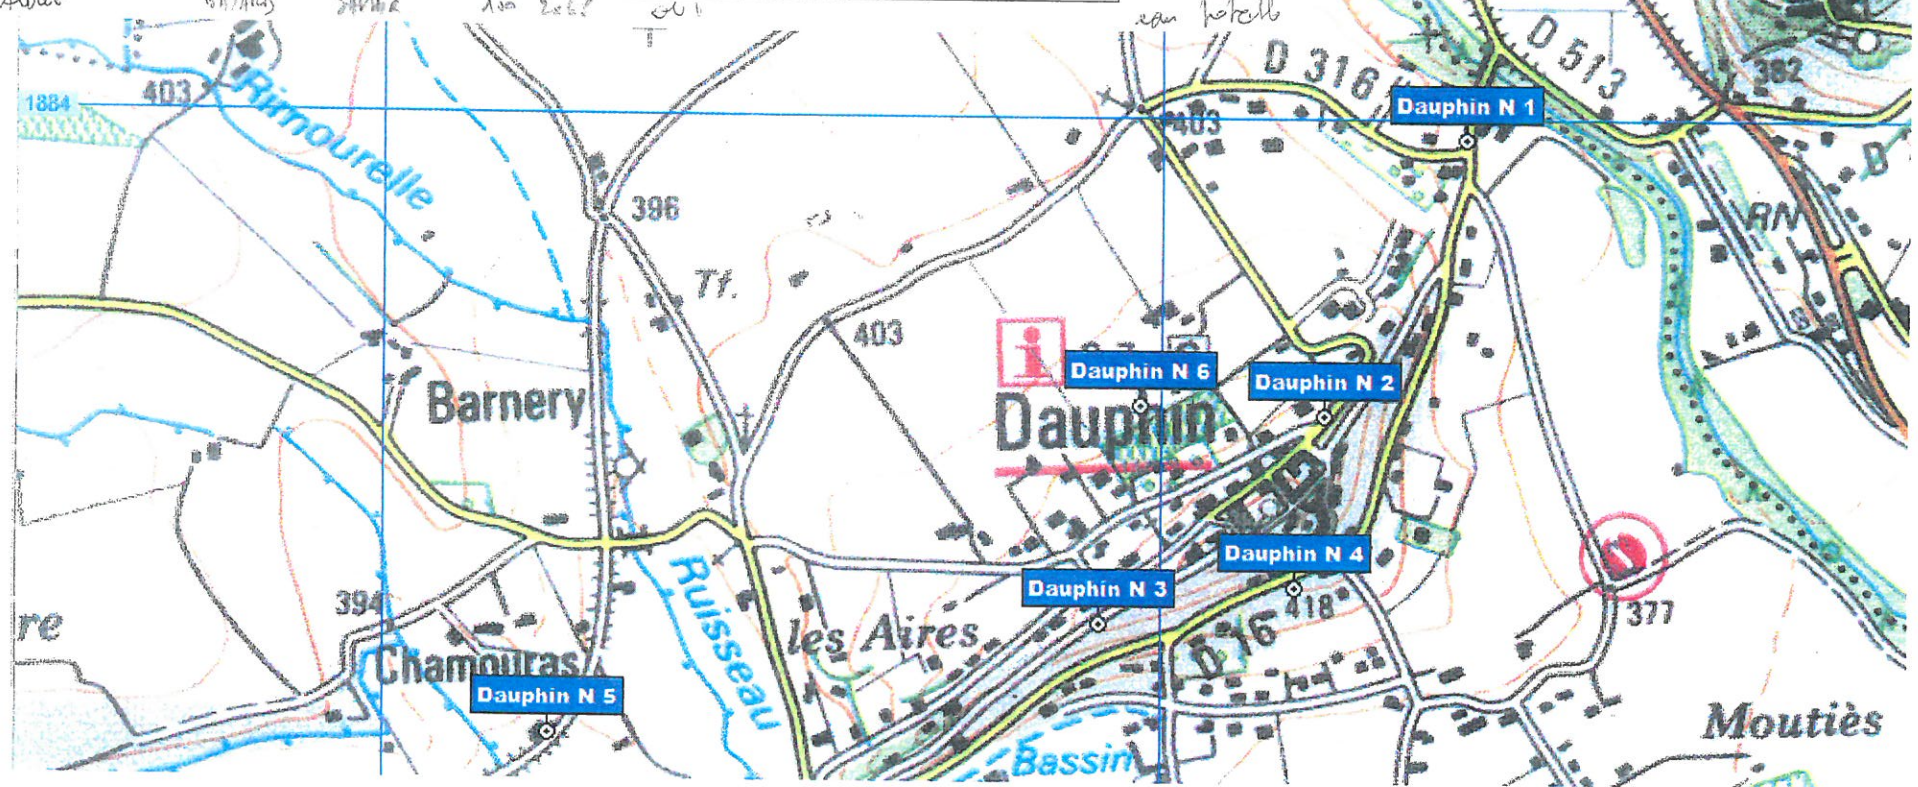 D 316
D 513
382
403
1884
Rimourelle
Dauphin N 1
403
D
396
RN
Tf.
403
Dauphin N 6
Dauphin N 2
Barnery
Dauphin
Dauphin N 4
Dauphin N 3
Ruisseau
418
394
377
re
les Aires
D 16
Chamouras
Dauphin N 5
Moutiès
Bassin